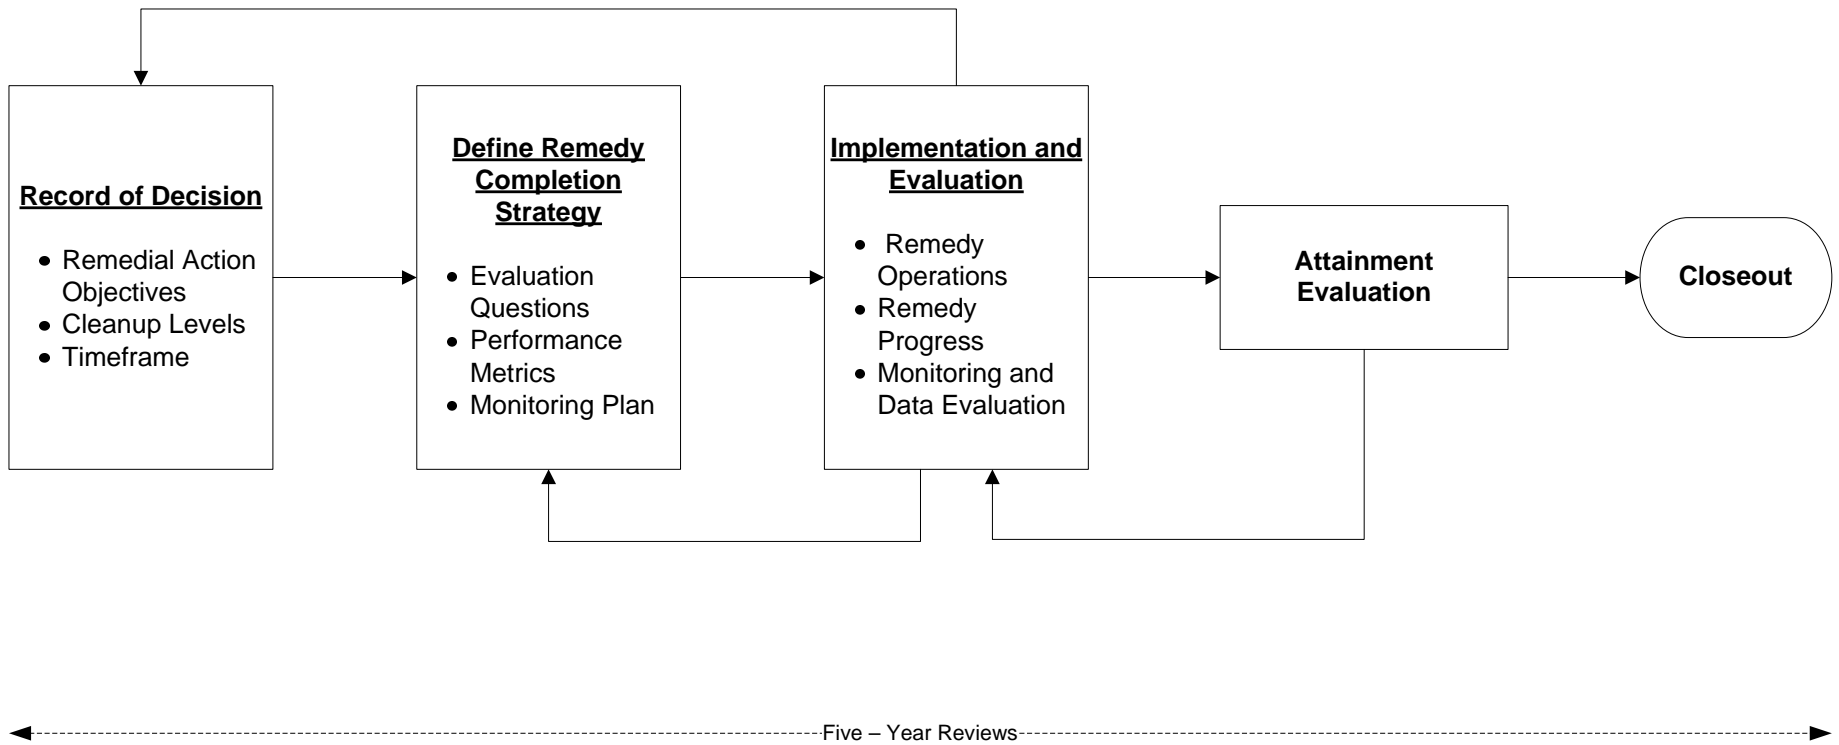 Record of Decision
• Remedial Action
Objectives
• Cleanup Levels
• Timeframe
Define Remedy
Completion
Strategy
• Evaluation
Questions
• Performance
Metrics
• Monitoring Plan
Implementation and
Evaluation
• Remedy
Operations
• Remedy
Progress
• Monitoring and
Data Evaluation
Attainment
Evaluation
Closeout
Five – Year Reviews